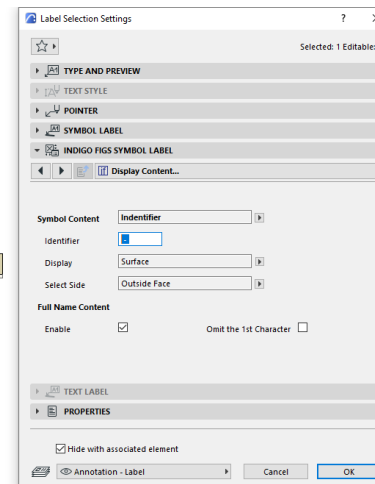 Label Selection Settings ? X
Selected: 1 Editable:
TYPE AND PREVIEW
TEXT STYLE
POINTER
SYMBOL LABEL
INDIGO FIGS SYMBOL LABEL
Display Content...
Symbol Content Indentifier
Identifier -
Display Surface
Select Side Outside Face
Full Name Content
Enable Omit the 1st Character
TEXT LABEL
PROPERTIES
Hide with associated element
Annotation - Label Cancel OK